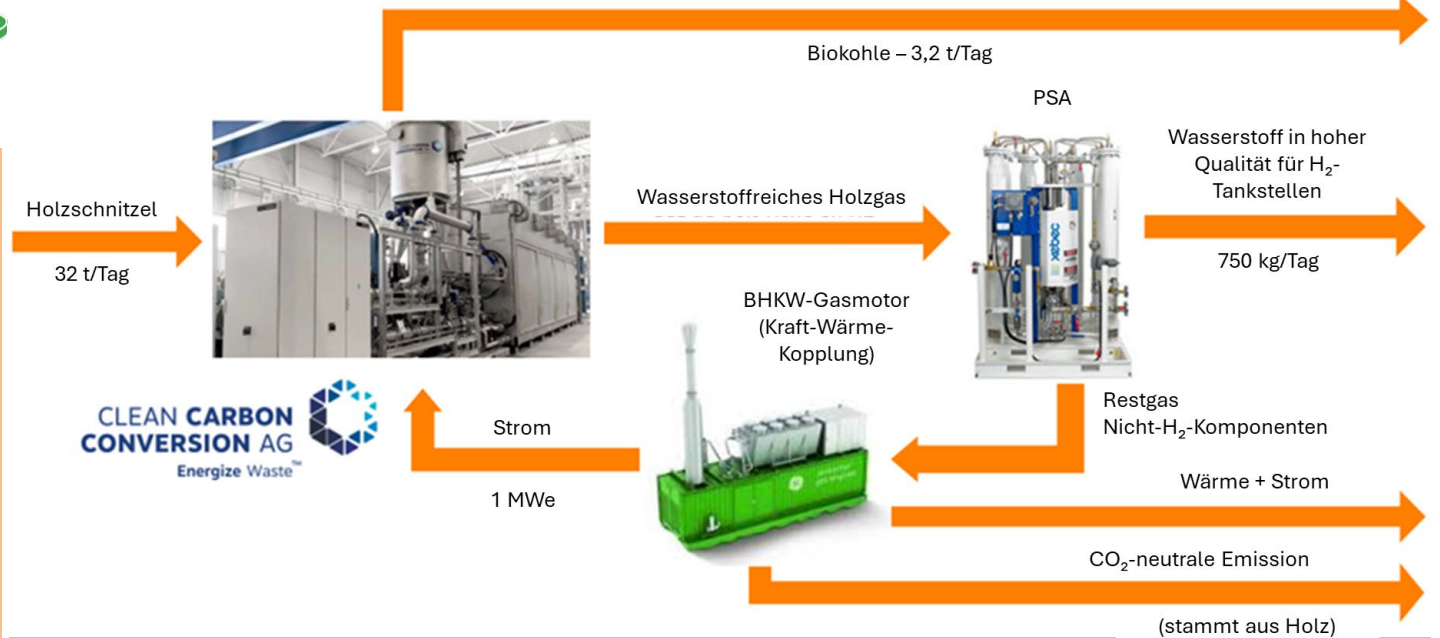 Biokohle – 3,2 t/Tag
PSA
Wasserstoff in hoher
Qualität für H₂-
Tankstellen
Holzschnitzel
Wasserstoffreiches Holzgas
32 t/Tag
750 kg/Tag
xebec
BHKW-Gasmotor
(Kraft-Wärme-
Kopplung)
CLEAN CARBON
CONVERSION AG
Energize Waste™
Strom
1 MWe
Restgas
Nicht-H₂-Komponenten
Wärme + Strom
CO₂-neutrale Emission
(stammt aus Holz)